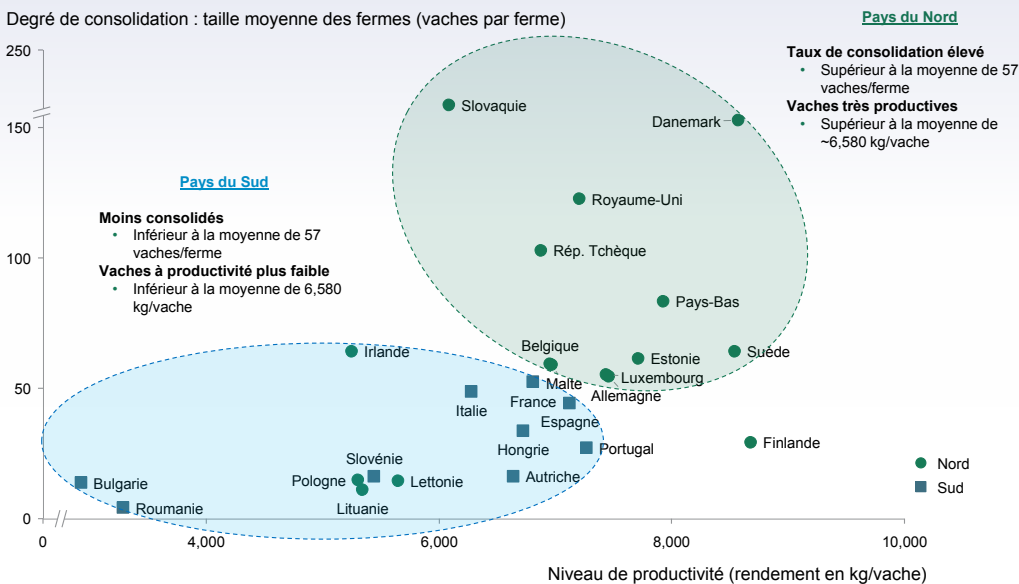 Degré de consolidation : taille moyenne des fermes (vaches par ferme)
Pays du Nord
Taux de consolidation élevé
• Supérieur à la moyenne de 57
vaches/ferme
Vaches très productives
• Supérieur à la moyenne de
~6,580 kg/vache
Pays du Sud
Moins consolidés
• Inférieur à la moyenne de 57
vaches/ferme
Vaches à productivité plus faible
• Inférieur à la moyenne de 6,580
kg/vache
250
150
100
50
0
Slovaquie
Danemark
Royaume-Uni
Rép. Tchèque
Pays-Bas
Irlande
Belgique
Estonie
Suède
Malte
Luxembourg
Allemagne
Italie
France
Espagne
Hongrie
Portugal
Finlande
Slovénie
Pologne
Lettonie
Autriche
Lituanie
Bulgarie
Roumanie
Nord
Sud
0
4,000
6,000
8,000
10,000
Niveau de productivité (rendement en kg/vache)